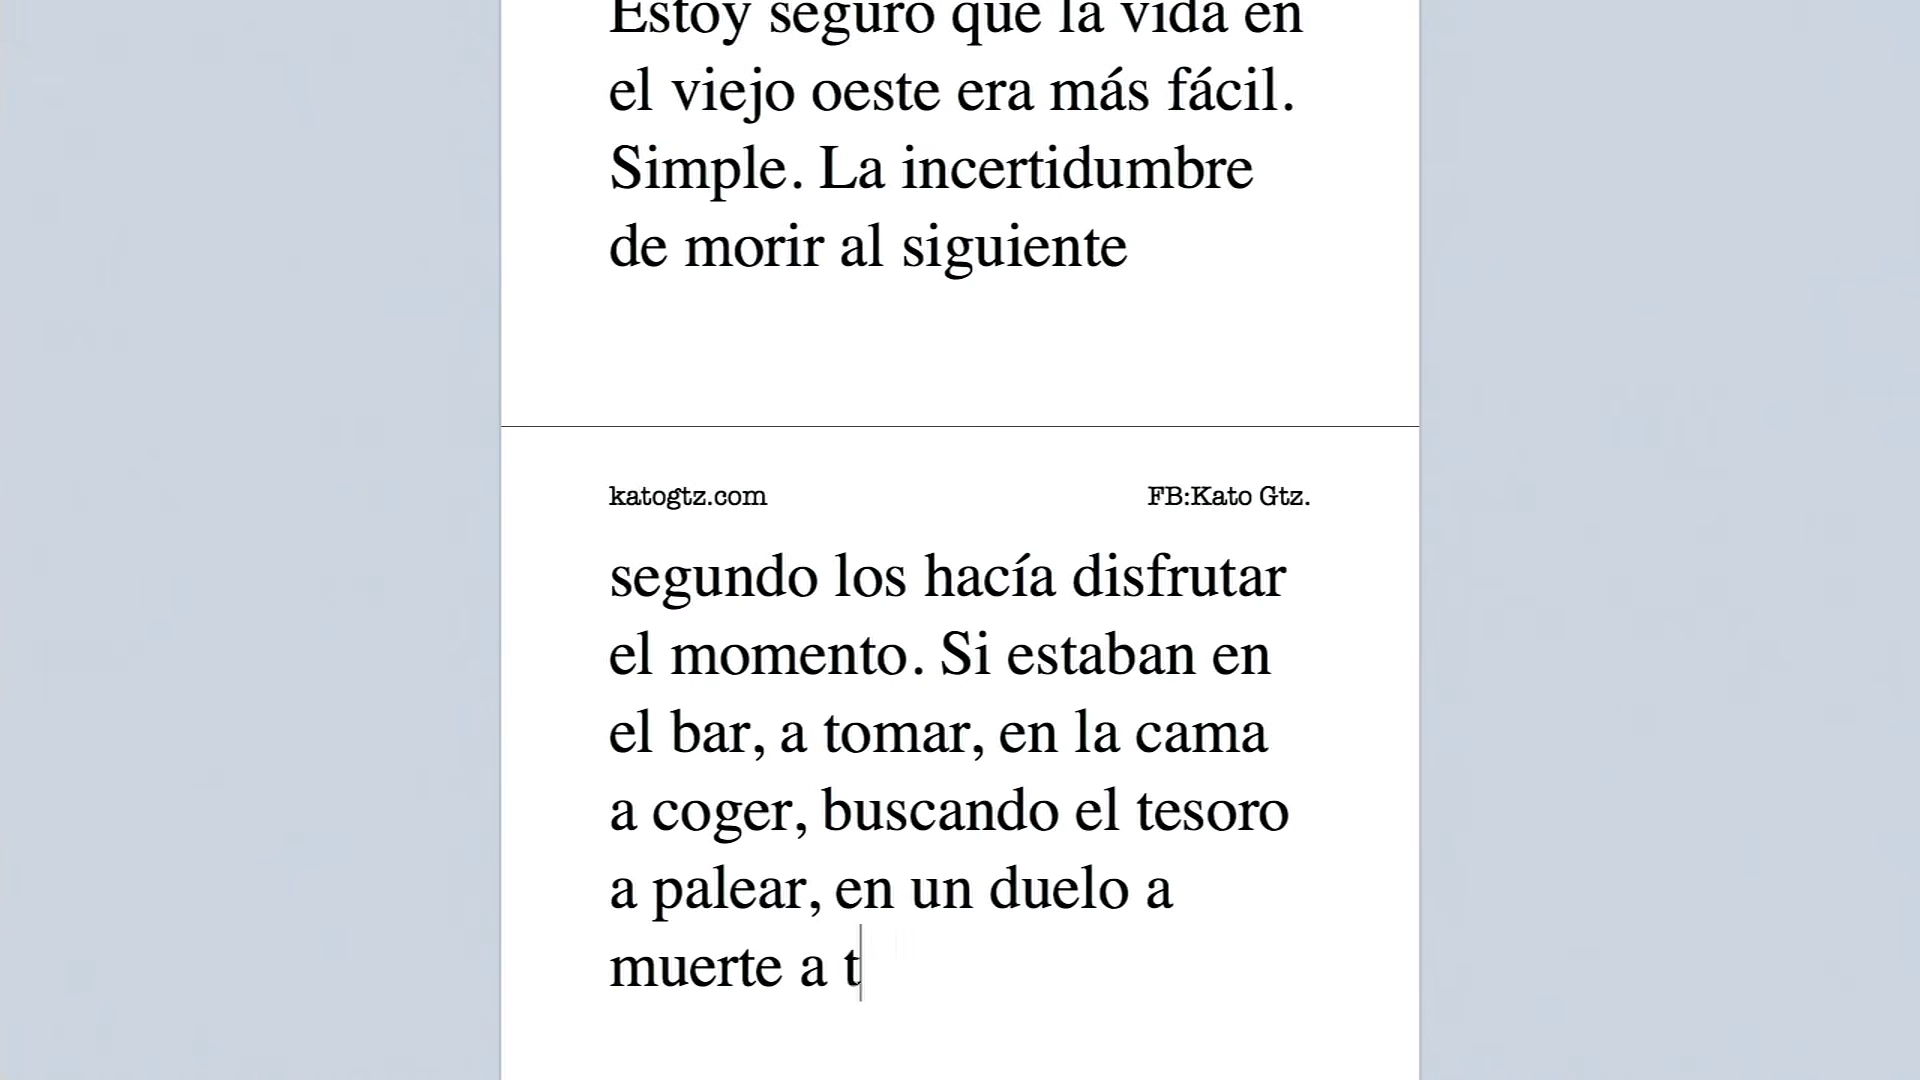 Estoy seguro que la vida en
el viejo oeste era más fácil.
Simple. La incertidumbre
de morir al siguiente
katogtz.com
FB:Kato Gtz.
segundo los hacía disfrutar
el momento. Si estaban en
el bar, a tomar, en la cama
a coger, buscando el tesoro
a palear, en un duelo a
muerte a t